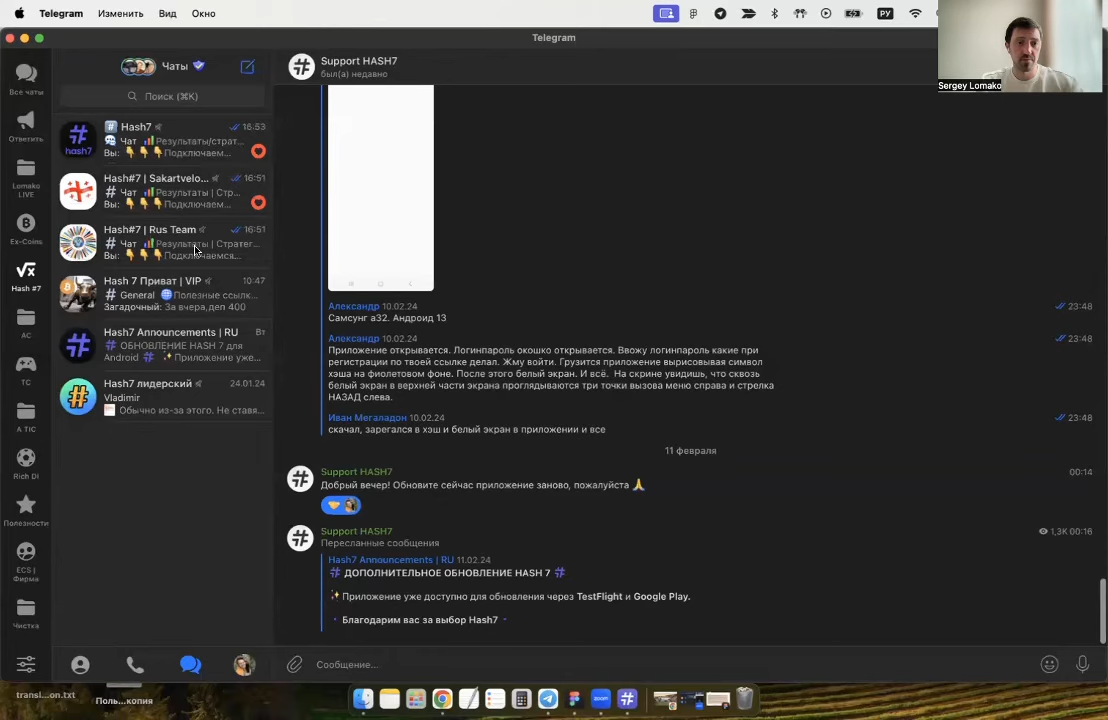 Telegram Изменить Вид Окно
РУ
Telegram
Sergey Lomako
Все чаты
Ответить
Lomako
LIVE
Ex-Coins
Hash #7
AC
TC
A TIC
Rich Di
Полезности
ECS |
Фирма
Чистка
Чаты
Поиск (⌘K)
Hash7 16:53
Чат Результаты/страт...
Вы: 👇 👇 👇 Подключаем...
Hash#7 | Sakartvelo... 16:51
Чат Результаты | Стр...
Вы: 👇 👇 👇 Подключаем...
Hash#7 | Rus Team 16:51
Чат Результаты | Стратег...
Вы: 👇 👇 👇 Подключаемся...
Hash 7 Приват | VIP 10:47
General Полезные ссылк...
Загадочный: За вчера,деп 400
Hash7 Announcements | RU Вт
# ОБНОВЛЕНИЕ HASH 7 для
Android # ✨ Приложение уже...
Hash7 лидерский 24.01.24
Vladimir
Обычно из-за этого. Не ставя...
Support HASH7
был(а) недавно
Александр 10.02.24 23:48
Самсунг а32. Андроид 13
Александр 10.02.24 23:48
Приложение открывается. Логинпароль окошко открывается. Ввожу логинпароль какие при
регистрации по твоей ссылке делал. Жму войти. Грузится приложение вырисовывая символ
хэша на фиолетовом фоне. После этого белый экран. И всё. На скрине увидишь, что сквозь
белый экран в верхней части экрана проглядываются три точки вызова меню справа и стрелка
НАЗАД слева.
Иван Мегаладон 10.02.24 23:48
скачал, зарегался в хэш и белый экран в приложении и все
11 февраля
Support HASH7 00:14
Добрый вечер! Обновите сейчас приложение заново, пожалуйста 🙏
Support HASH7 1,3K 00:16
Пересланные сообщения
Hash7 Announcements | RU 11.02.24
# ДОПОЛНИТЕЛЬНОЕ ОБНОВЛЕНИЕ HASH 7 #
✨ Приложение уже доступно для обновления через TestFlight и Google Play.
Благодарим вас за выбор Hash7
Сообщение...
transl...on.txt
Поль...копия
zoom